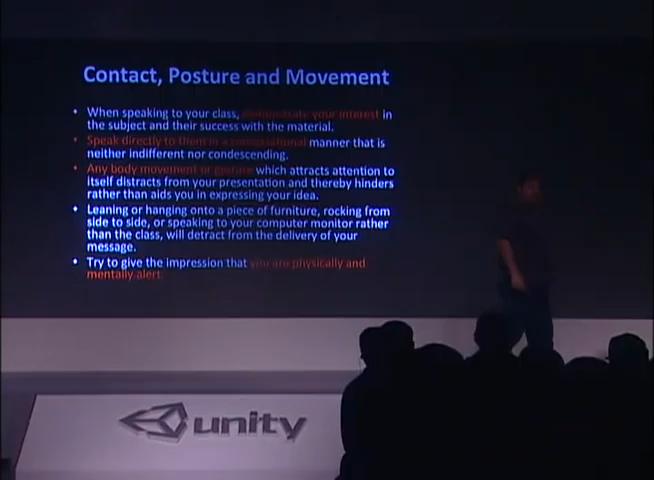 Contact, Posture and Movement
• When speaking to your class, demonstrate your interest in
the subject and their success with the material.
• Speak directly to them in a conversational manner that is
neither indifferent nor condescending.
• Any body movement or gesture which attracts attention to
itself distracts from your presentation and thereby hinders
rather than aids you in expressing your idea.
• Leaning or hanging onto a piece of furniture, rocking from
side to side, or speaking to your computer monitor rather
than the class, will detract from the delivery of your
message.
• Try to give the impression that you are physically and
mentally alert.
unity